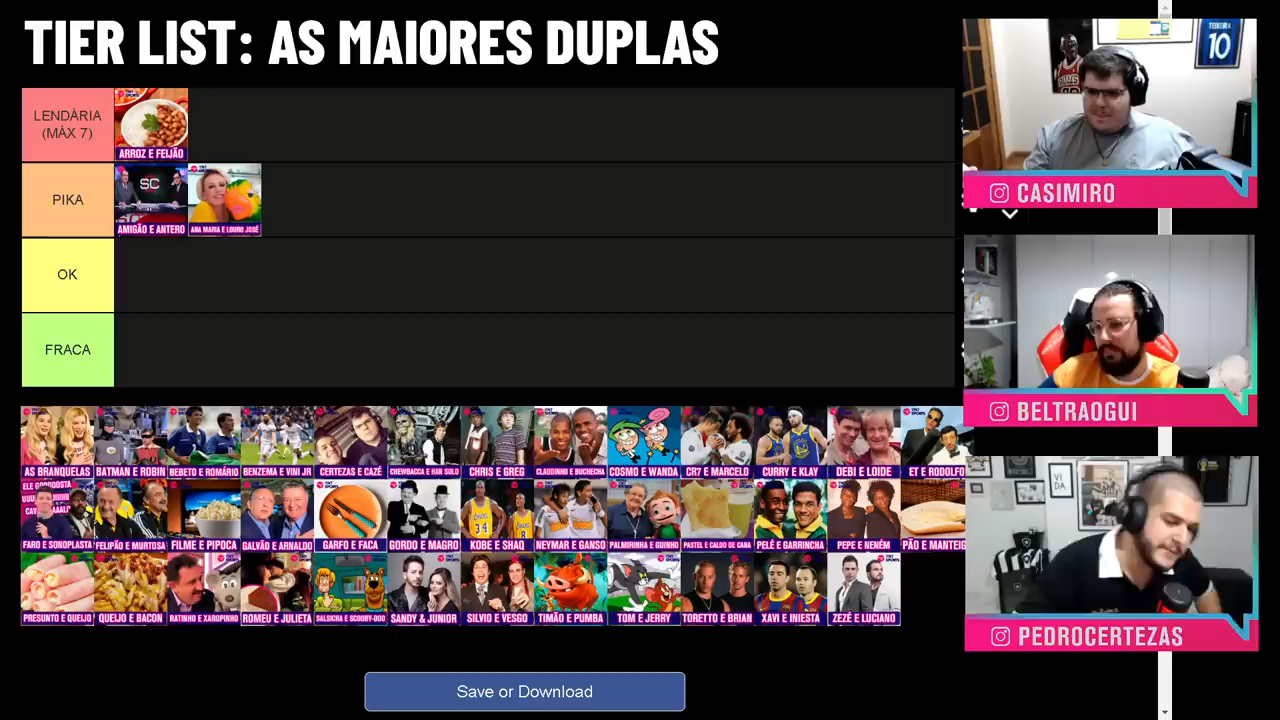 TIER LIST: AS MAIORES DUPLAS
LENDÁRIA
(MÁX 7)
ARROZ E FEIJÃO
PIKA
SC
AMIGÃO E ANTERO
ANA MARIA E LOURO JOSÉ
OK
FRACA
AS BRANQUELAS
BATMAN E ROBIN
BEBETO E ROMÁRIO
BENZEMA E VINI JR
CERTEZAS E CAZÉ
CHEWBACCA E HAN SOLO
CHRIS E GREG
CLAUDINHO E BUCHECHA
COSMO E WANDA
CR7 E MARCELO
CURRY E KLAY
DEBI E LOIDE
ET E RODOLFO
FARO E SONOPLASTA
FELIPÃO E MURTOSA
FILME E PIPOCA
GALVÃO E ARNALDO
GARFO E FACA
GORDO E MAGRO
KOBE E SHAQ
NEYMAR E GANSO
PALMIRINHA E GUINHO
PASTEL E CALDO DE CANA
PELÉ E GARRINCHA
PEPE E NENÉM
PÃO E MANTEIG
PRESUNTO E QUEIJO
QUEIJO E BACON
RATINHO E XAROPINHO
ROMEU E JULIETA
SALSICHA E SCOOBY-DOO
SANDY & JUNIOR
SILVIO E VESGO
TIMÃO E PUMBA
TOM E JERRY
TORETTO E BRIAN
XAVI E INIESTA
ZEZÉ E LUCIANO
Save or Download
TEIXEIRA
10
CASIMIRO
BELTRAOGUI
VI
DA
PEDROCERTEZAS